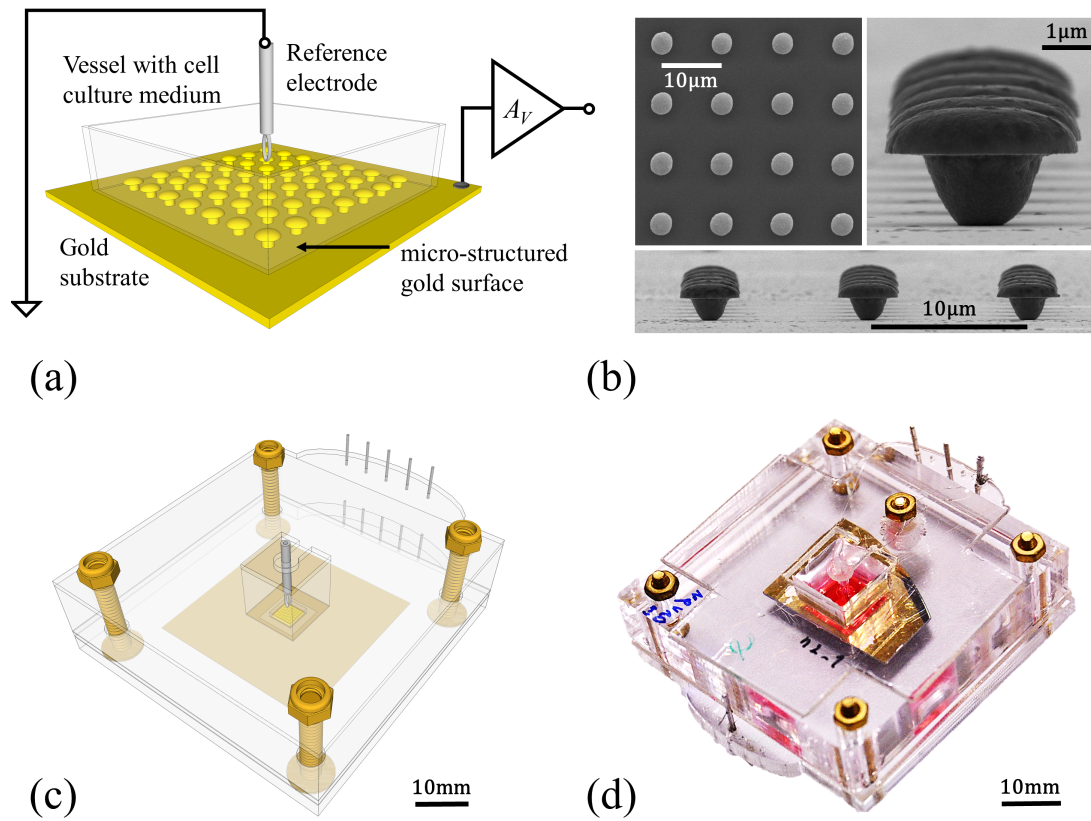 Vessel with cell
culture medium
Reference
electrode
A_V
Gold
substrate
micro-structured
gold surface
(a)
10μm
1μm
10μm
(b)
(c)
10mm
(d)
10mm